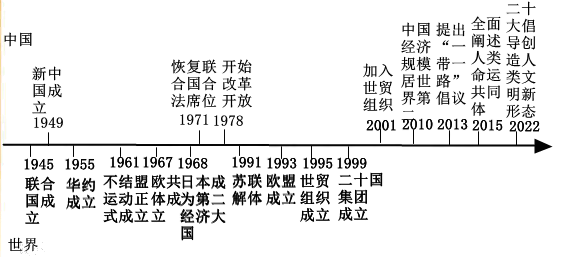 中国
新中
国成
立
1949
恢复联
合国合
法席位
1971
开始
改革
开放
1978
加入
世贸
组织
2001
中国
经济
规模
居世
界第
二
2010
提出
“一
带一
路”
倡议
2013
全面
阐述
人类
命运
共同
体
2015
二十
大倡
导创
造人
类文
明新
形态
2022
1945
联合
国成
立
1955
华约
成立
1961
不结盟
运动正
式成立
1967
欧共
体成
立
1968
日本成
为第二
经济大
国
1991
苏联
解体
1993
欧盟
成立
1995
世贸
组织
成立
1999
二十国
集团
成立
世界